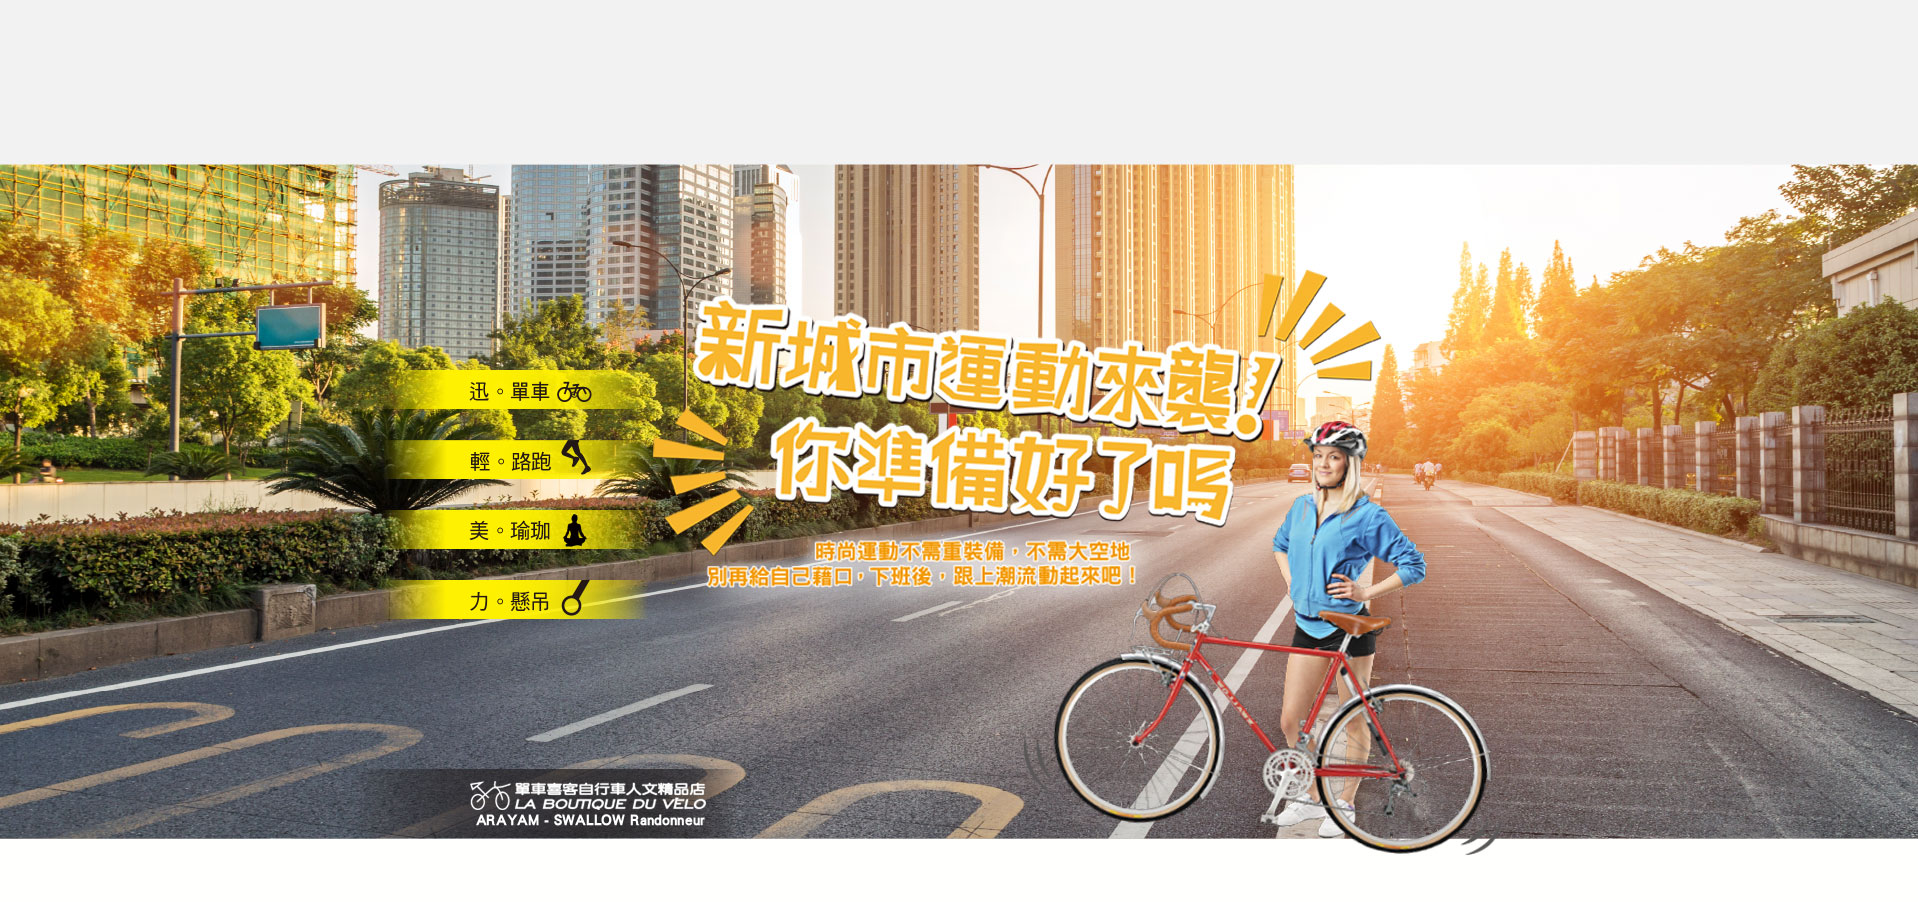 新城市運動來襲!
你準備好了嗎
時尚運動不需重裝備，不需大空地
別再給自己藉口，下班後，跟上潮流動起來吧！
迅。單車
輕。路跑
美。瑜珈
力。懸吊
單車喜客自行車人文精品店
LA BOUTIQUE DU VÉLO
ARAYAM - SWALLOW Randonneur